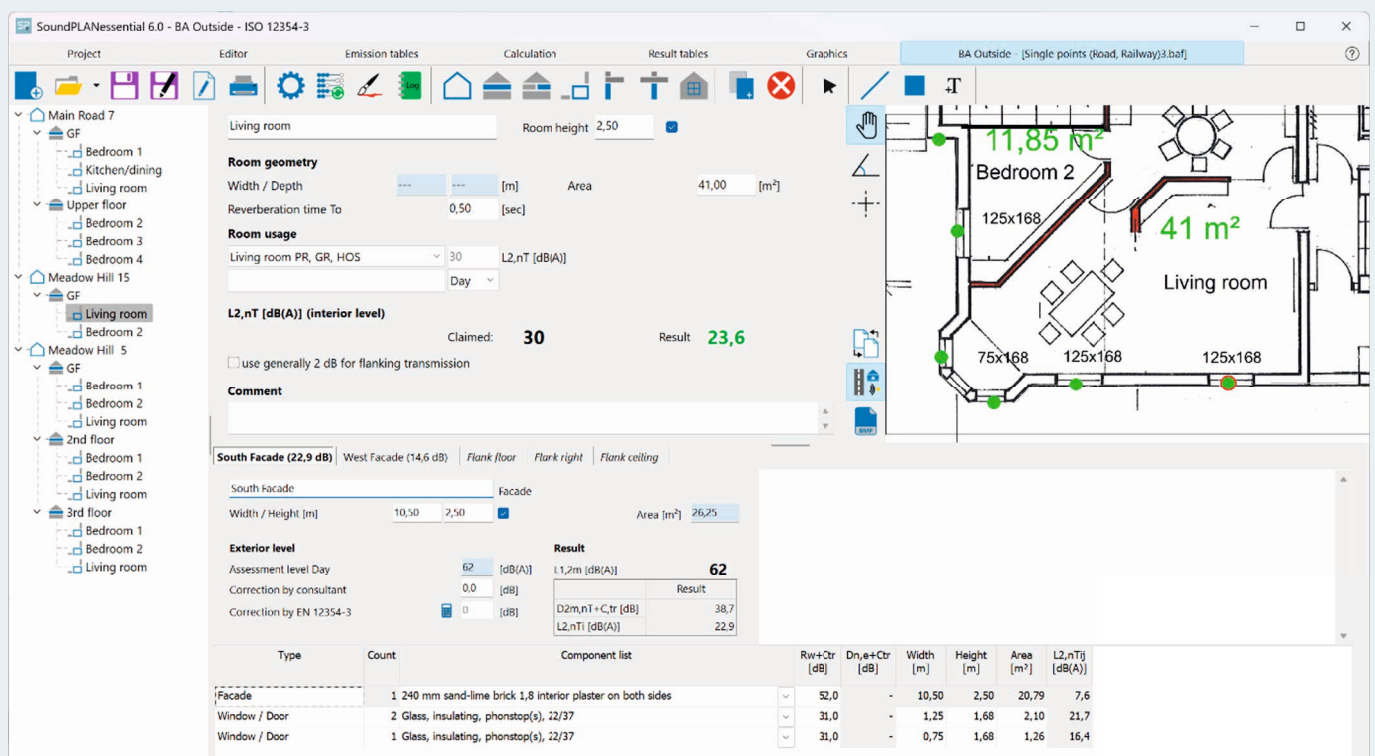 SoundPLANessential 6.0 - BA Outside - ISO 12354-3
Project Editor Emission tables Calculation Result tables Graphics BA Outside - [Single points (Road, Railway)3.baf]
Log
T
Main Road 7
GF
Bedroom 1
Kitchen/dining
Living room
Upper floor
Bedroom 2
Bedroom 3
Bedroom 4
Meadow Hill 15
GF
Living room
Bedroom 2
Meadow Hill 5
GF
Bedroom 1
Bedroom 2
Living room
2nd floor
Bedroom 1
Bedroom 2
Living room
3rd floor
Bedroom 1
Bedroom 2
Living room
Living room Room height 2,50
Room geometry
Width / Depth --- --- [m] Area 41,00 [m²]
Reverberation time To 0,50 [sec]
Room usage
Living room PR, GR, HOS 30 L2,nT [dB(A)]
Day
L2,nT [dB(A)] (interior level)
Claimed: 30 Result 23,6
use generally 2 dB for flanking transmission
Comment
BMP
11,85 m²
Bedroom 2
125x168
41 m²
Living room
75x168 125x168 125x168
South Facade (22,9 dB) West Facade (14,6 dB) Flank floor Flank right Flank ceiling
South Facade Facade
Width / Height [m] 10,50 2,50 Area [m²] 26,25
Exterior level Result
Assessment level Day 62 [dB(A)] L1,2m [dB(A)] 62
Correction by consultant 0,0 [dB] Result
Correction by EN 12354-3 0 [dB] D2m,nT+C,tr [dB] 38,7
L2,nTi [dB(A)] 22,9
Type Count Component list Rw+Ctr [dB] Dn,e+Ctr [dB] Width [m] Height [m] Area [m²] L2,nTij [dB(A)]
Facade 1 240 mm sand-lime brick 1,8 interior plaster on both sides 52,0 - 10,50 2,50 20,79 7,6
Window / Door 2 Glass, insulating, phonstop(s), 22/37 31,0 - 1,25 1,68 2,10 21,7
Window / Door 1 Glass, insulating, phonstop(s), 22/37 31,0 - 0,75 1,68 1,26 16,4